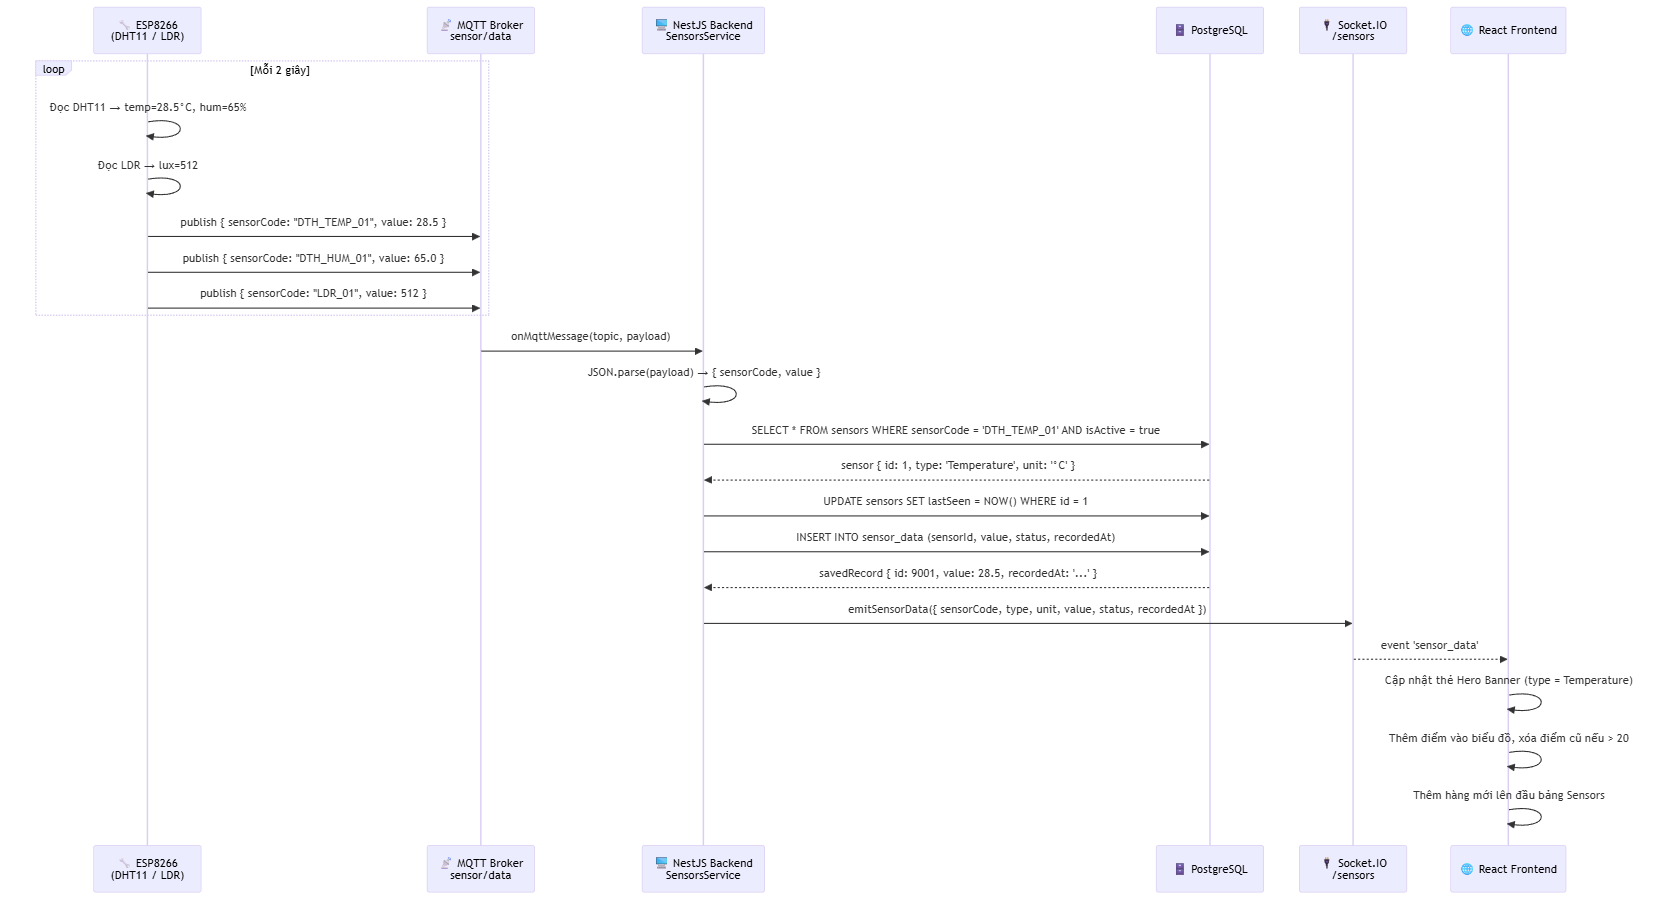 ESP8266
(DHT11 / LDR)
MQTT Broker
sensor/data
NestJS Backend
SensorsService
PostgreSQL
Socket.IO
/sensors
React Frontend
loop
[Mỗi 2 giây]
Đọc DHT11 → temp=28.5°C, hum=65%
Đọc LDR → lux=512
publish { sensorCode: "DTH_TEMP_01", value: 28.5 }
publish { sensorCode: "DTH_HUM_01", value: 65.0 }
publish { sensorCode: "LDR_01", value: 512 }
onMqttMessage(topic, payload)
JSON.parse(payload) → { sensorCode, value }
SELECT * FROM sensors WHERE sensorCode = 'DTH_TEMP_01' AND isActive = true
sensor { id: 1, type: 'Temperature', unit: '°C' }
UPDATE sensors SET lastSeen = NOW() WHERE id = 1
INSERT INTO sensor_data (sensorId, value, status, recordedAt)
savedRecord { id: 9001, value: 28.5, recordedAt: '...' }
emitSensorData({ sensorCode, type, unit, value, status, recordedAt })
event 'sensor_data'
Cập nhật thẻ Hero Banner (type = Temperature)
Thêm điểm vào biểu đồ, xóa điểm cũ nếu > 20
Thêm hàng mới lên đầu bảng Sensors
ESP8266
(DHT11 / LDR)
MQTT Broker
sensor/data
NestJS Backend
SensorsService
PostgreSQL
Socket.IO
/sensors
React Frontend